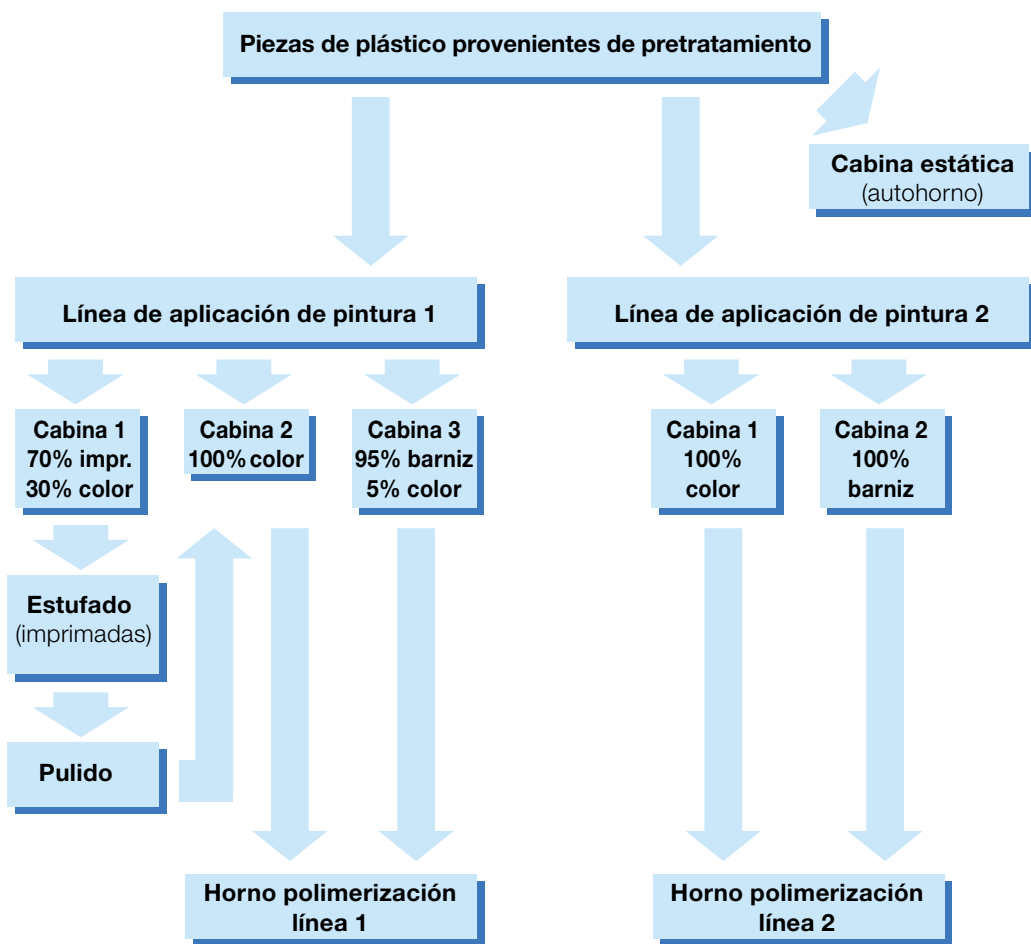 Piezas de plástico provenientes de pretratamiento
Cabina estática
(autohorno)
Línea de aplicación de pintura 1
Línea de aplicación de pintura 2
Cabina 1
70% impr.
30% color
Cabina 2
100% color
Cabina 3
95% barniz
5% color
Cabina 1
100%
color
Cabina 2
100%
barniz
Estufado
(imprimadas)
Pulido
Horno polimerización
línea 1
Horno polimerización
línea 2